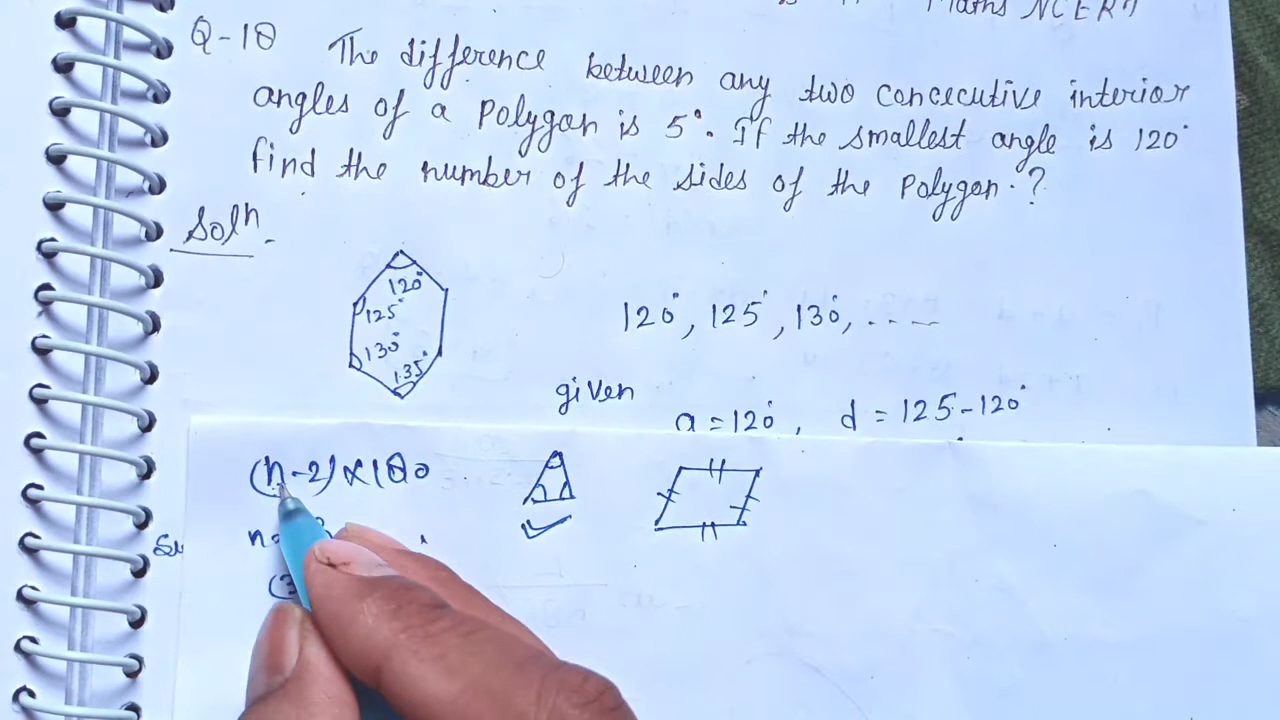 Maths NCERT
Q-18 The difference between any two concecutive interior
angles of a polygon is 5°. If the smallest angle is 120°
find the number of the sides of the polygon.?
Solⁿ.
120°
125°
130°
135°
120°, 125°, 130°, ......
given
a = 120°, d = 125-120°
(n-2)×180
n
(3